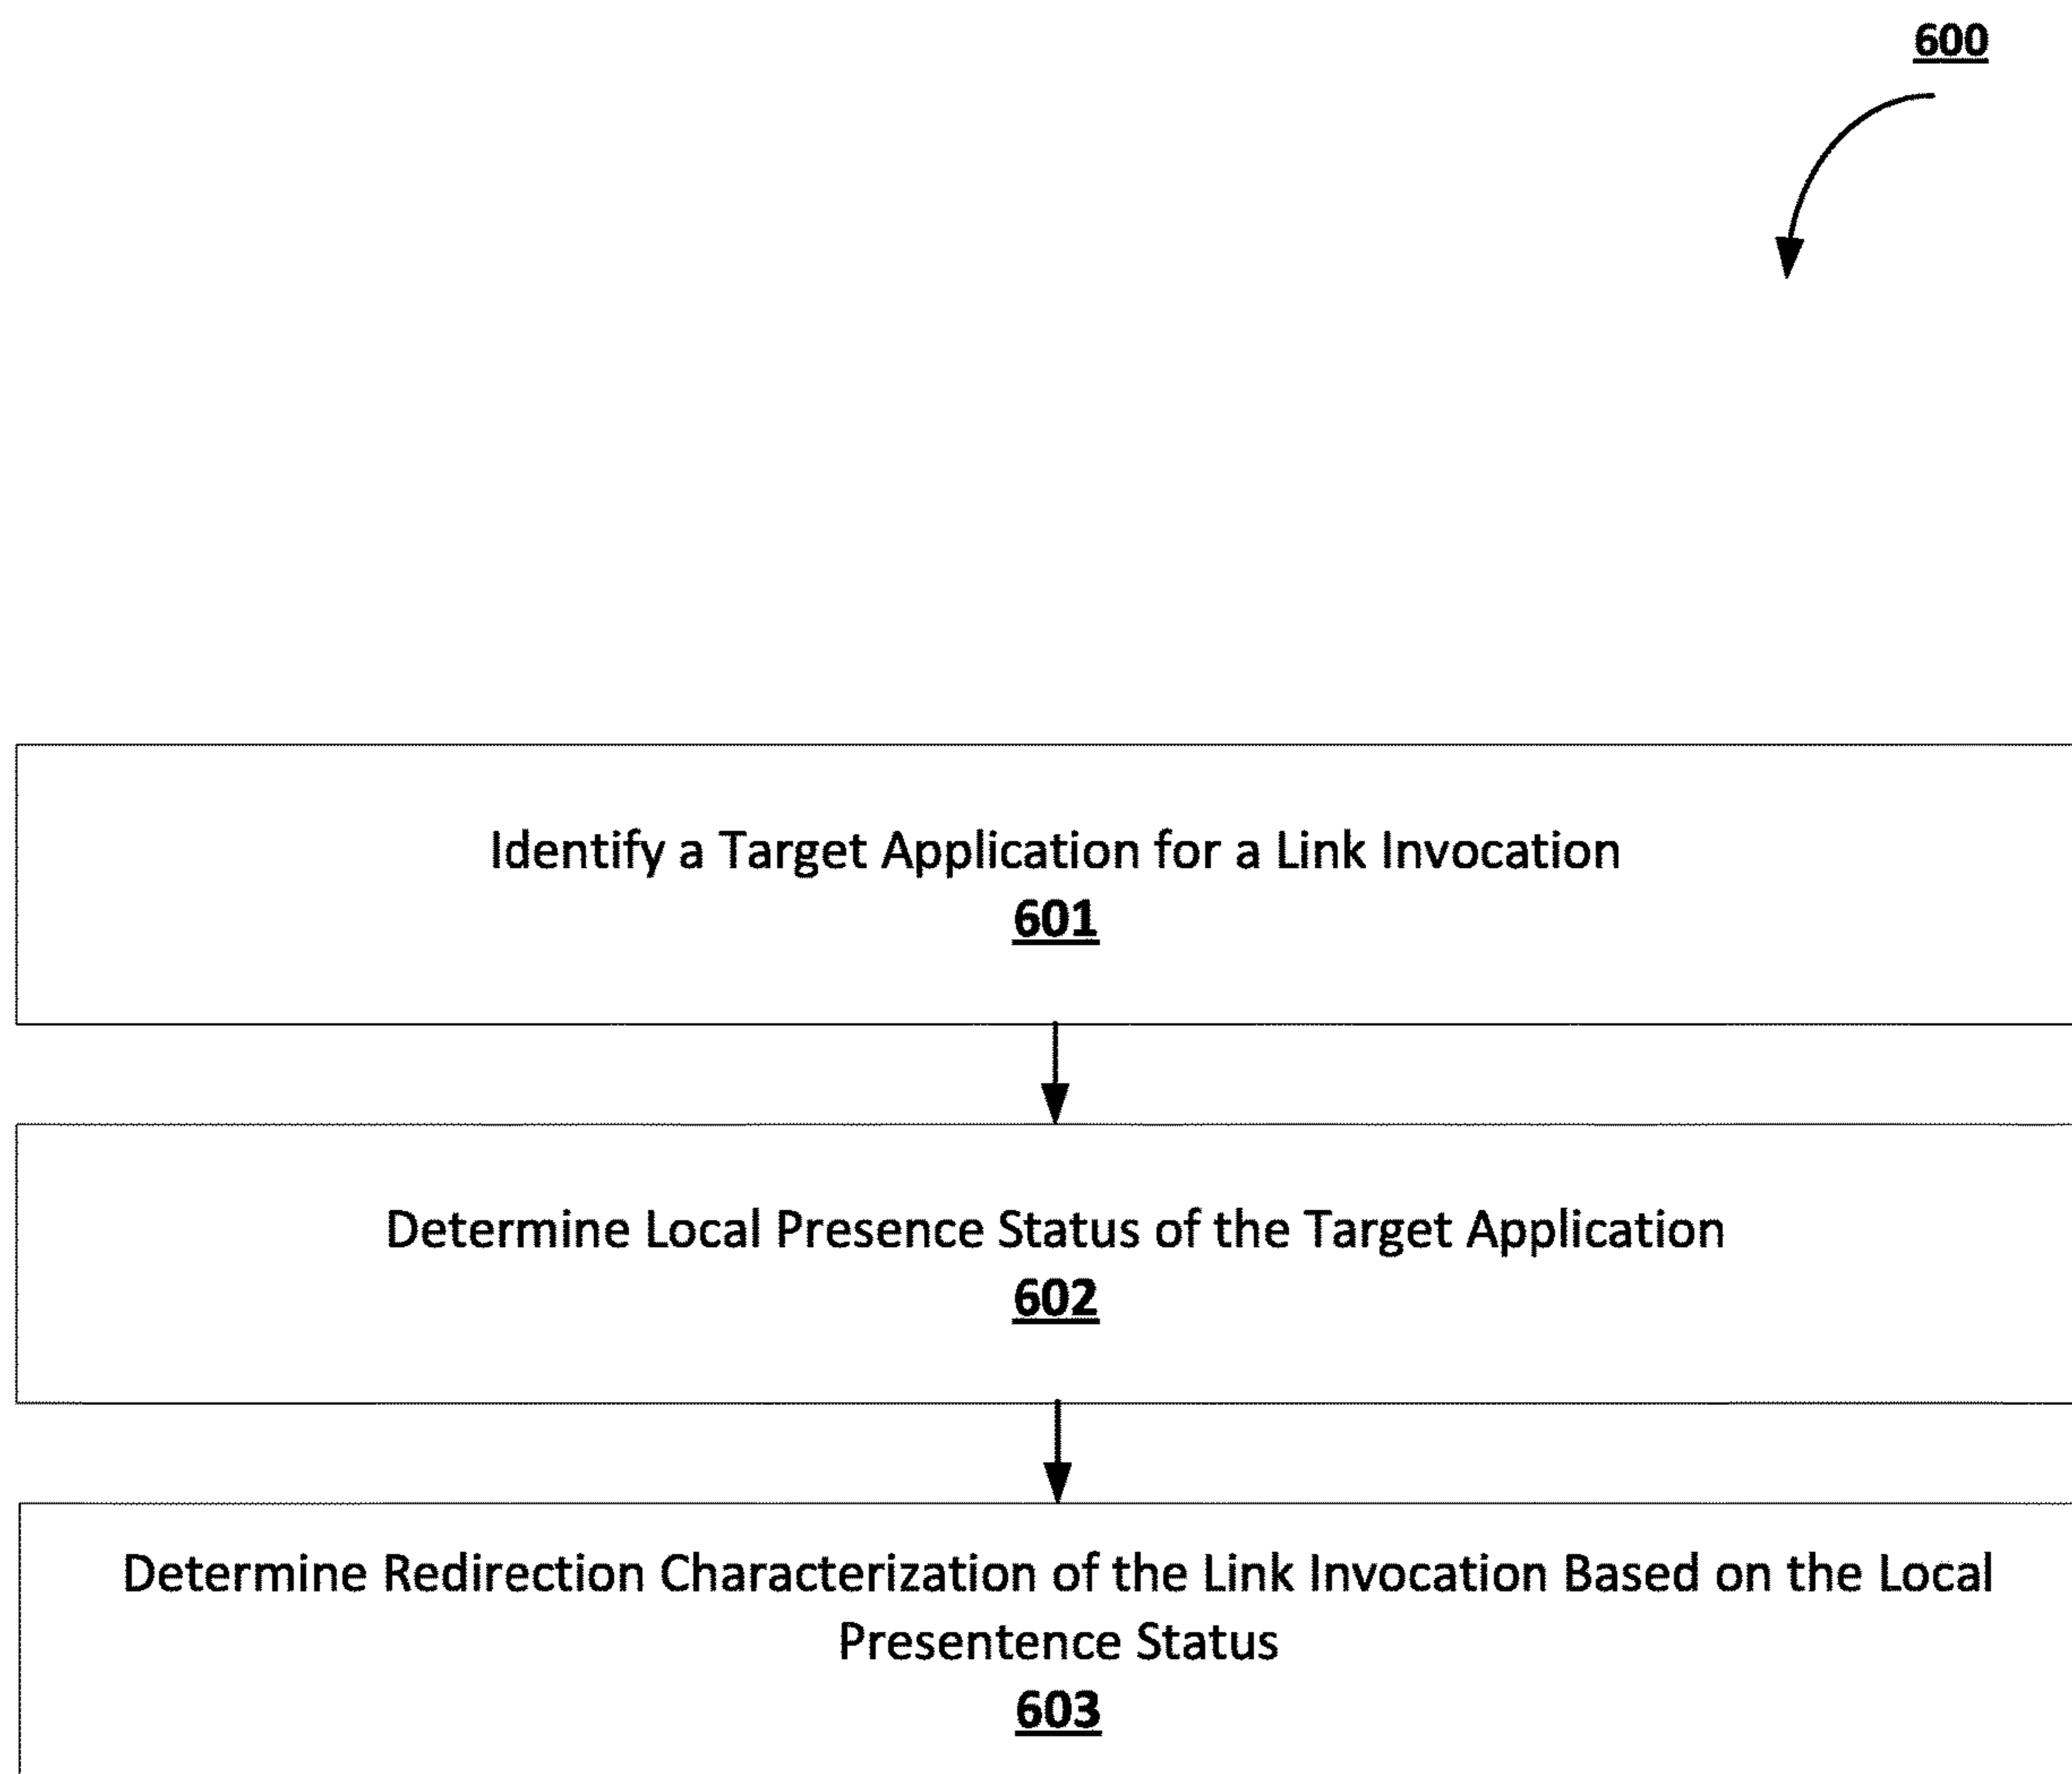 600
Identify a Target Application for a Link Invocation
601
Determine Local Presence Status of the Target Application
602
Determine Redirection Characterization of the Link Invocation Based on the Local
Presentence Status
603